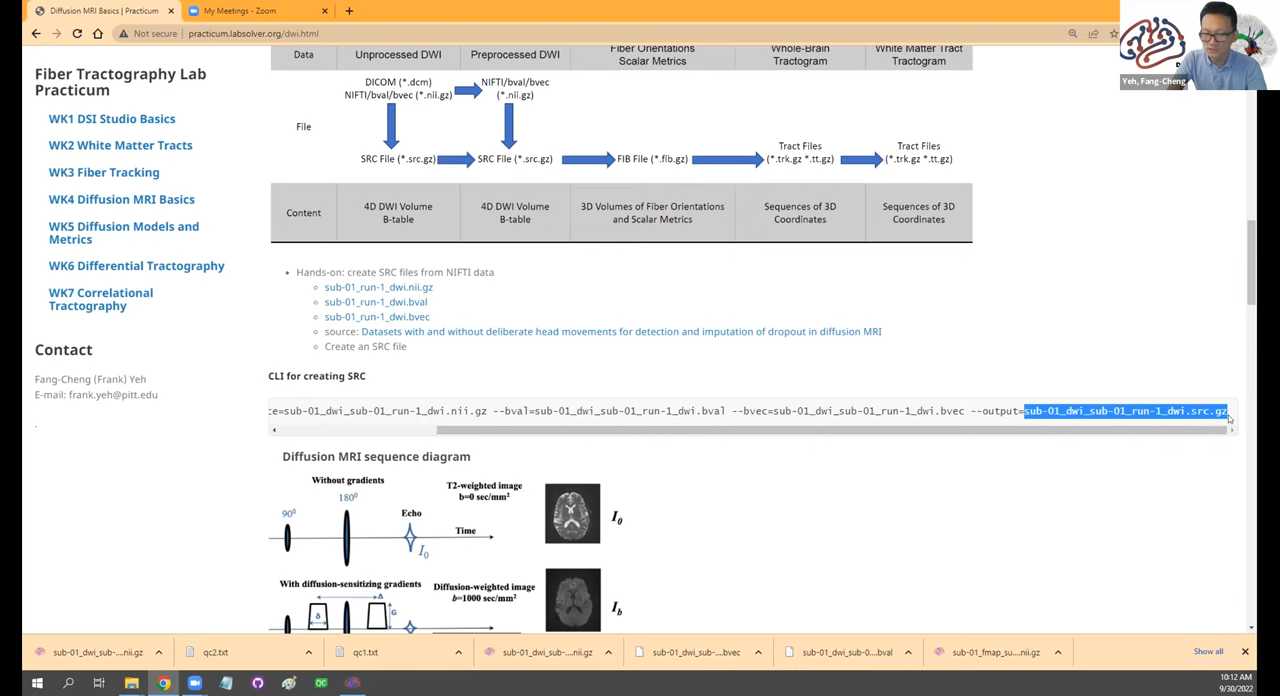 Diffusion MRI Basics | Practicum
My Meetings - Zoom
Not secure
practicum.labsolver.org/dwi.html
Yeh, Fang-Cheng
Fiber Tractography Lab
Practicum
WK1 DSI Studio Basics
WK2 White Matter Tracts
WK3 Fiber Tracking
WK4 Diffusion MRI Basics
WK5 Diffusion Models and
Metrics
WK6 Differential Tractography
WK7 Correlational
Tractography
Contact
Fang-Cheng (Frank) Yeh
E-mail: frank.yeh@pitt.edu
.
Data
Unprocessed DWI
Preprocessed DWI
Fiber Orientations
Scalar Metrics
Whole-Brain
Tractogram
White Matter Tract
Tractogram
File
DICOM (*.dcm)
NIFTI/bval/bvec (*.nii.gz)
NIFTI/bval/bvec
(*.nii.gz)
SRC File (*.src.gz)
SRC File (*.src.gz)
FIB File (*.fib.gz)
Tract Files
(*.trk.gz *.tt.gz)
Tract Files
(*.trk.gz *.tt.gz)
Content
4D DWI Volume
B-table
4D DWI Volume
B-table
3D Volumes of Fiber Orientations
and Scalar Metrics
Sequences of 3D
Coordinates
Sequences of 3D
Coordinates
Hands-on: create SRC files from NIFTI data
sub-01_run-1_dwi.nii.gz
sub-01_run-1_dwi.bval
sub-01_run-1_dwi.bvec
source: Datasets with and without deliberate head movements for detection and imputation of dropout in diffusion MRI
Create an SRC file
CLI for creating SRC
ce=sub-01_dwi_sub-01_run-1_dwi.nii.gz --bval=sub-01_dwi_sub-01_run-1_dwi.bval --bvec=sub-01_dwi_sub-01_run-1_dwi.bvec --output=sub-01_dwi_sub-01_run-1_dwi.src.gz
Diffusion MRI sequence diagram
Without gradients
90⁰
180⁰
Echo
Time
I₀
T2-weighted image
b=0 sec/mm²
I₀
With diffusion-sensitizing gradients
Δ
δ
G
Diffusion-weighted image
b=1000 sec/mm²
I_b
sub-01_dwi_sub-....nii.gz
qc2.txt
qc1.txt
sub-01_dwi_sub-....nii.gz
sub-01_dwi_sub-....bvec
sub-01_dwi_sub-0....bval
sub-01_fmap_su....nii.gz
Show all
QC
10:12 AM
9/30/2022